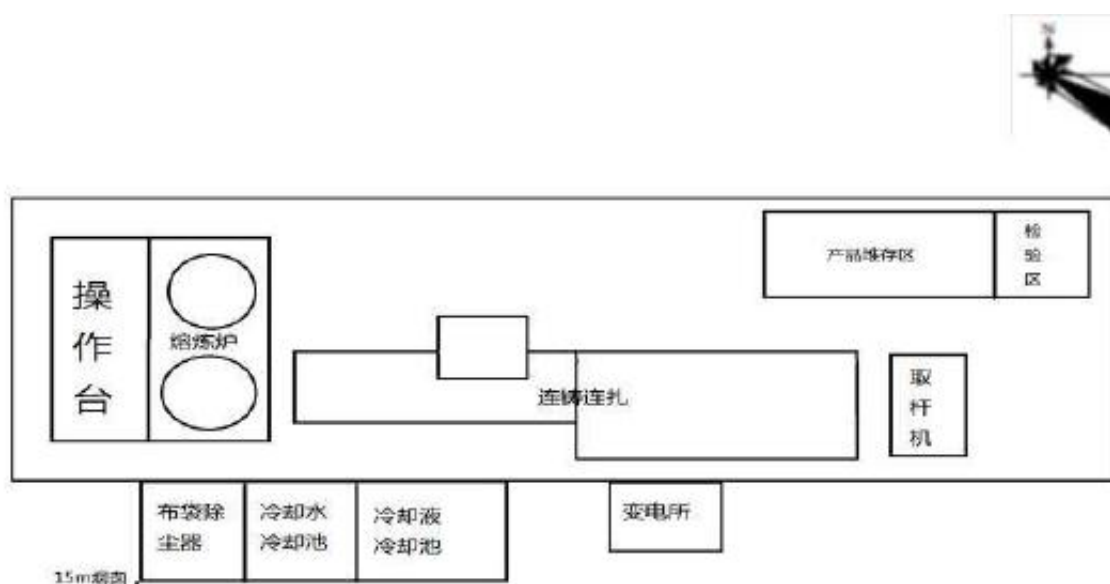 N
产品堆存区
检
验
区
操
作
台
熔炼炉
连铸连扎
取
杆
机
布袋除
尘器
冷却水
冷却池
冷却液
冷却池
变电所
15m烟囱